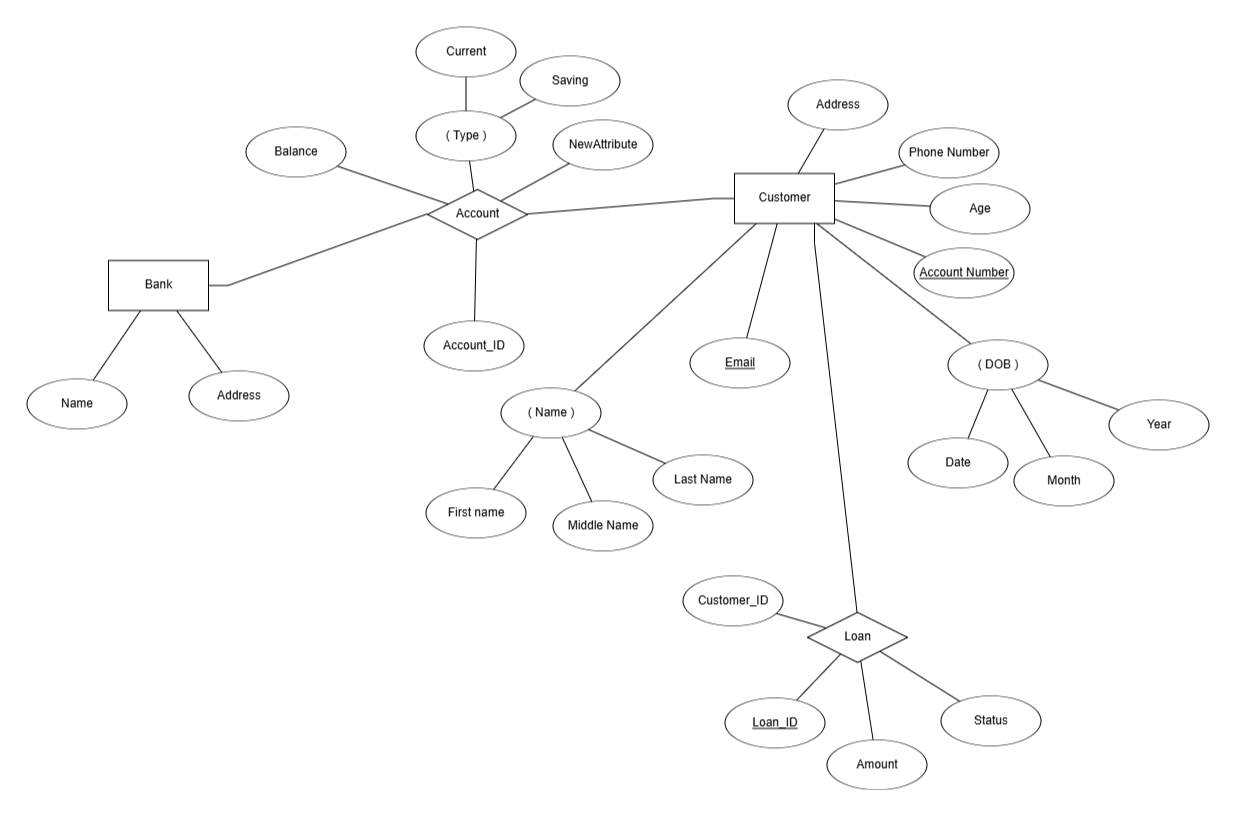 Current
Saving
Address
( Type )
Balance
NewAttribute
Phone Number
Customer
Age
Account
Account Number
Bank
Account_ID
Email
( DOB )
Name
Address
( Name )
Year
Date
Last Name
Month
First name
Middle Name
Customer_ID
Loan
Loan_ID
Status
Amount